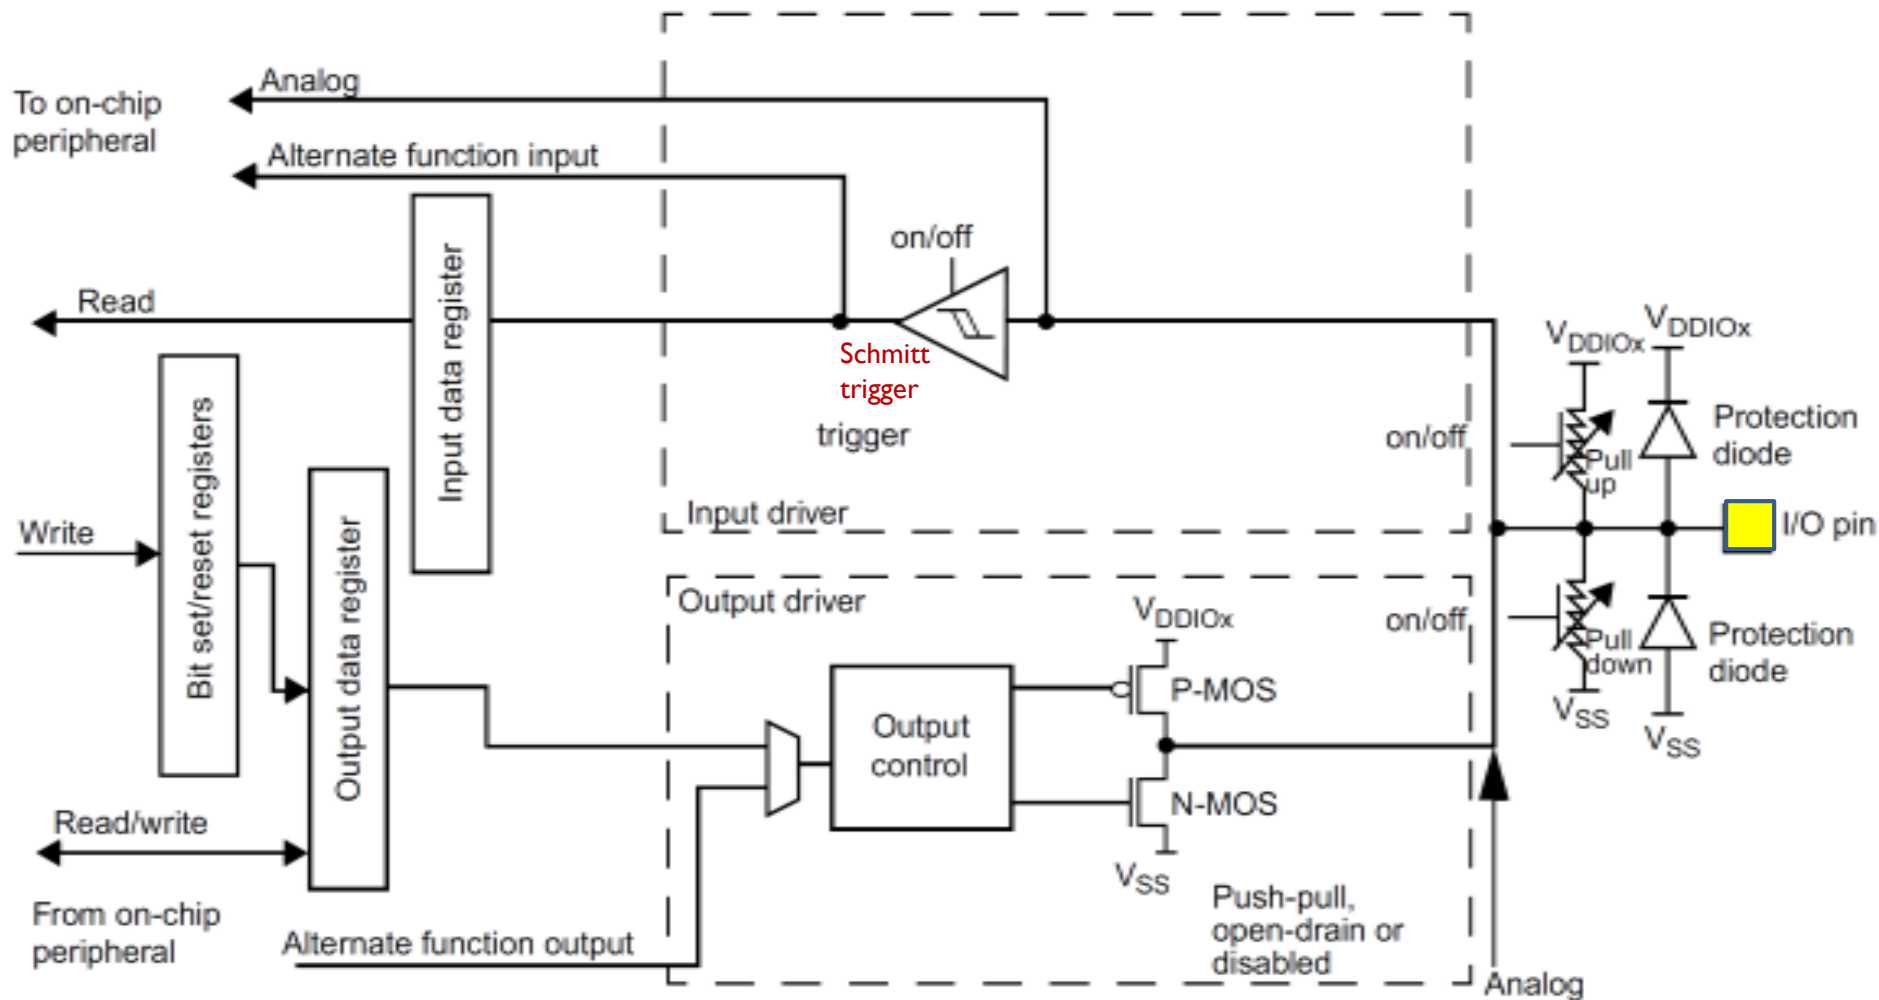 Analog
To on-chip
peripheral
Alternate function input
on/off
Input data register
Read
Schmitt
trigger
trigger
VDDIOx
VDDIOx
on/off
Pull
up
Protection
diode
Input driver
I/O pin
Write
Bit set/reset registers
Output data register
Output driver
VDDIOx
on/off
Pull
down
Protection
diode
P-MOS
Output
control
VSS
VSS
N-MOS
Read/write
VSS
From on-chip
peripheral
Alternate function output
Push-pull,
open-drain or
disabled
Analog